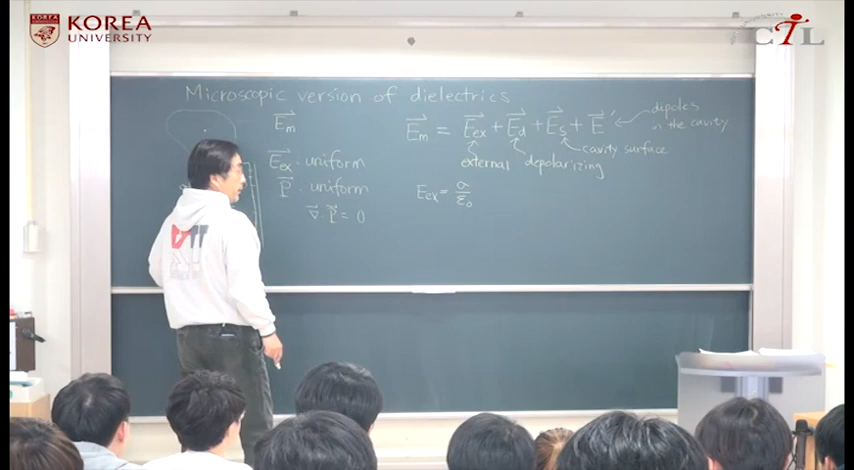 KOREA
UNIVERSITY
CTL
Microscopic version of dielectrics
E⃗m
E⃗ex : uniform
P⃗ : uniform
∇⃗·P⃗ = 0
E⃗m = E⃗ex + E⃗d + E⃗s + E⃗′
dipoles
in the cavity
cavity surface
external depolarizing
Eex = σ/ε₀